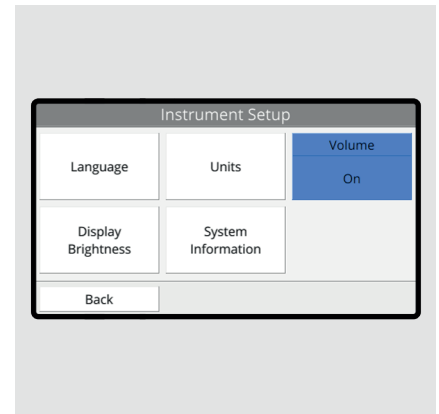 Instrument Setup
Language
Units
Volume
On
Display
Brightness
System
Information
Back